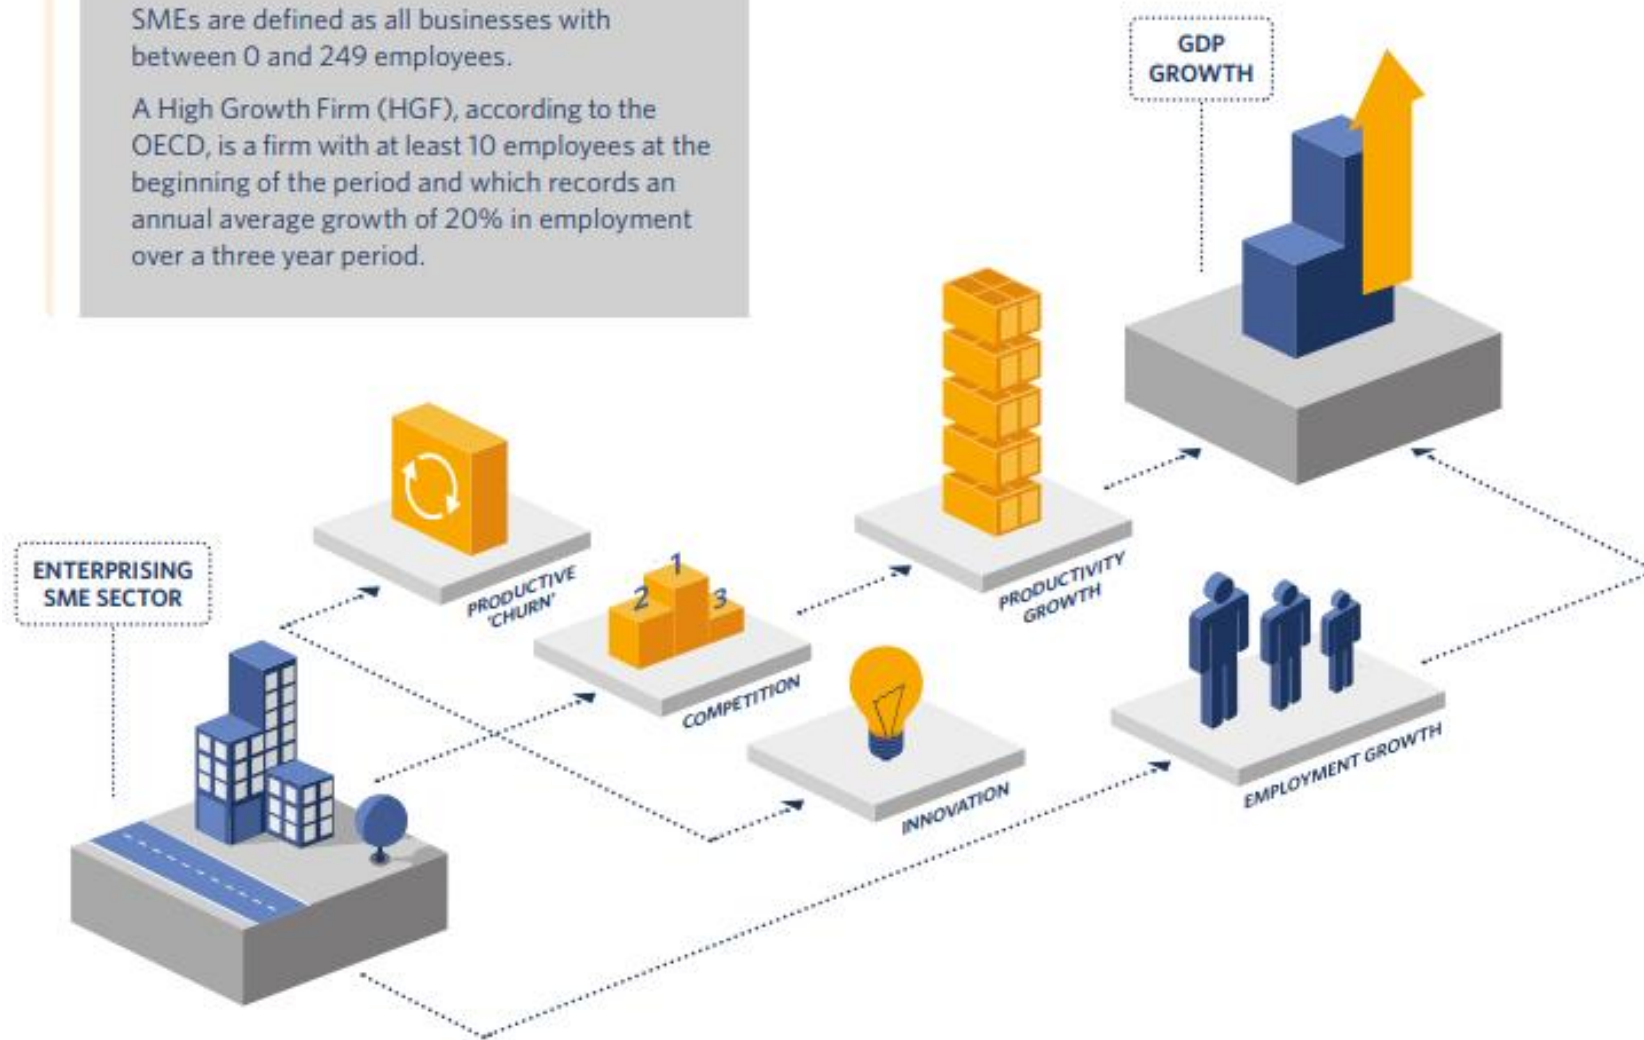 SMEs are defined as all businesses with
between 0 and 249 employees.
A High Growth Firm (HGF), according to the
OECD, is a firm with at least 10 employees at the
beginning of the period and which records an
annual average growth of 20% in employment
over a three year period.
GDP
GROWTH
ENTERPRISING
SME SECTOR
PRODUCTIVE
'CHURN'
1
2
3
COMPETITION
INNOVATION
PRODUCTIVITY
GROWTH
EMPLOYMENT GROWTH